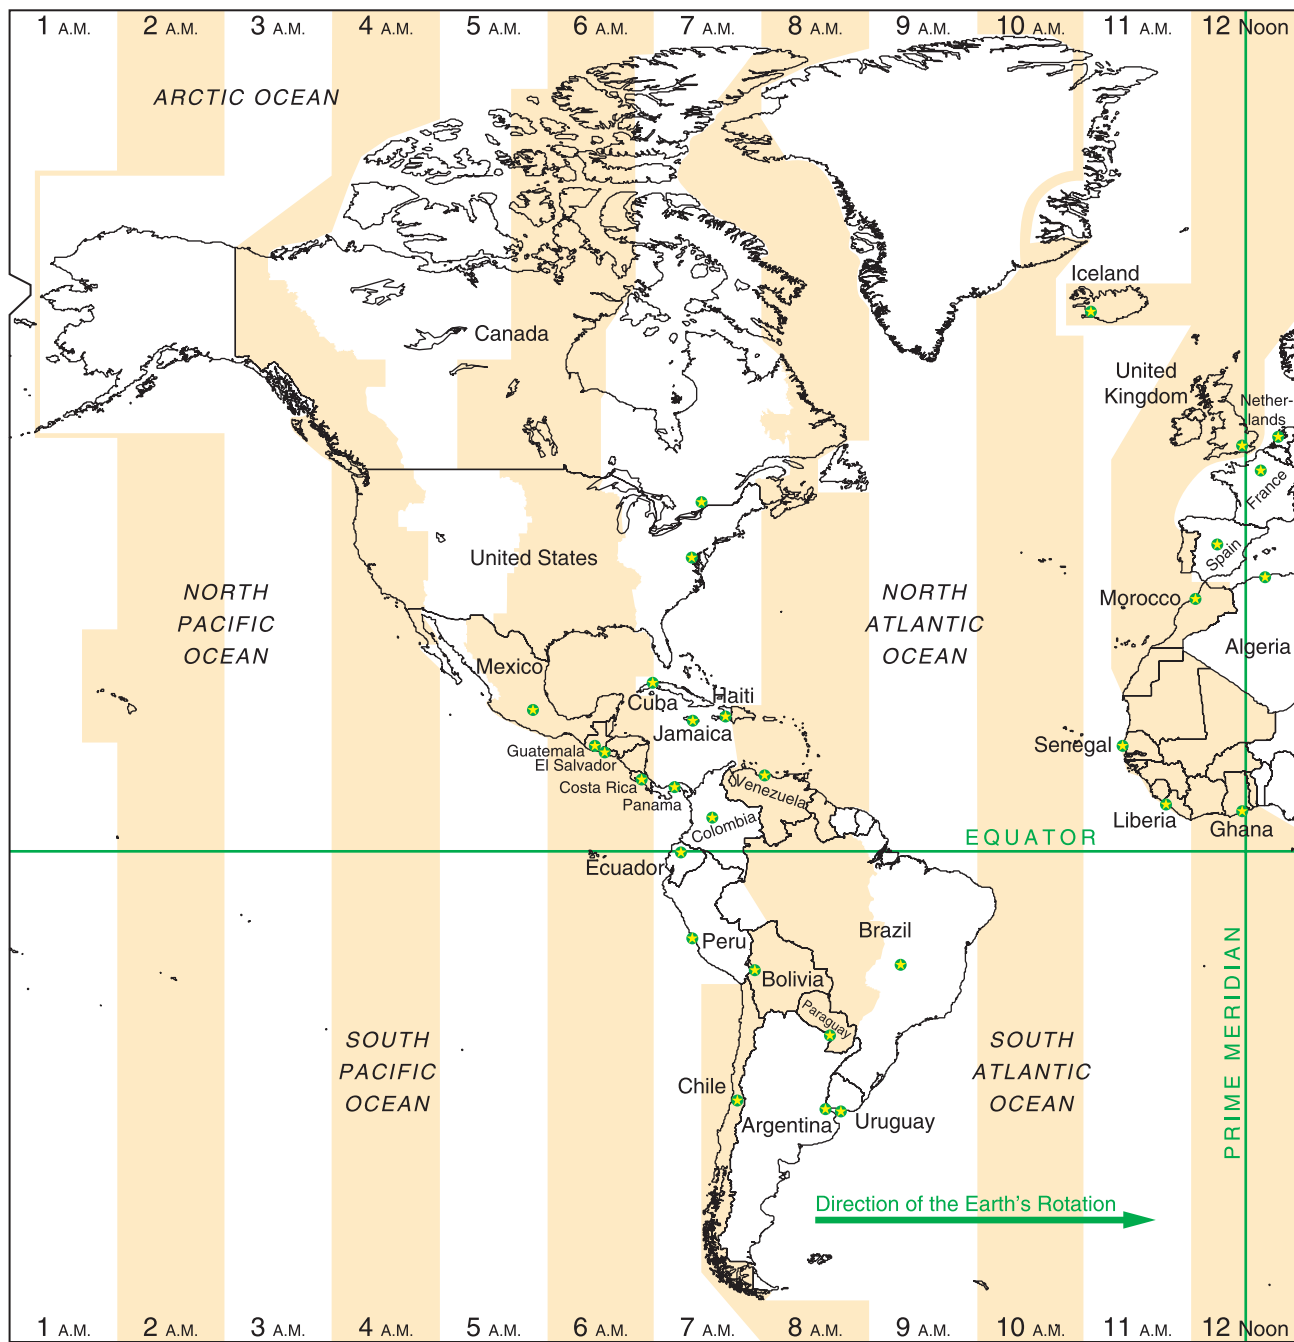 1 A.M. 2 A.M. 3 A.M. 4 A.M. 5 A.M. 6 A.M. 7 A.M. 8 A.M. 9 A.M. 10 A.M. 11 A.M. 12 Noon
ARCTIC OCEAN
Iceland
Canada
United
Kingdom
Nether-
lands
France
United States
Spain
NORTH
PACIFIC
OCEAN
NORTH
ATLANTIC
OCEAN
Morocco
Algeria
Mexico
Cuba
Haiti
Jamaica
Senegal
Guatemala
El Salvador
Costa Rica
Panama
Venezuela
Colombia
Liberia
Ghana
EQUATOR
Ecuador
Peru
Brazil
Bolivia
Paraguay
PRIME MERIDIAN
SOUTH
PACIFIC
OCEAN
SOUTH
ATLANTIC
OCEAN
Chile
Argentina
Uruguay
Direction of the Earth's Rotation
1 A.M. 2 A.M. 3 A.M. 4 A.M. 5 A.M. 6 A.M. 7 A.M. 8 A.M. 9 A.M. 10 A.M. 11 A.M. 12 Noon